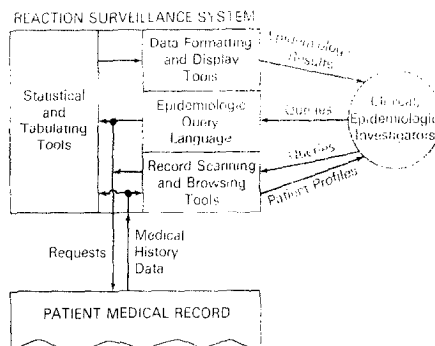 REACTION SURVEILLANCE SYSTEM
Data Formatting
and Display
Tools
Epidemiologic
Results
Statistical
and
Tabulating
Tools
Epidemiologic
Query
Language
Queries
Clinical,
Epidemiologic
Investigators
Record Scanning
and Browsing
Tools
Queries
Patient Profiles
Requests
Medical
History
Data
PATIENT MEDICAL RECORD